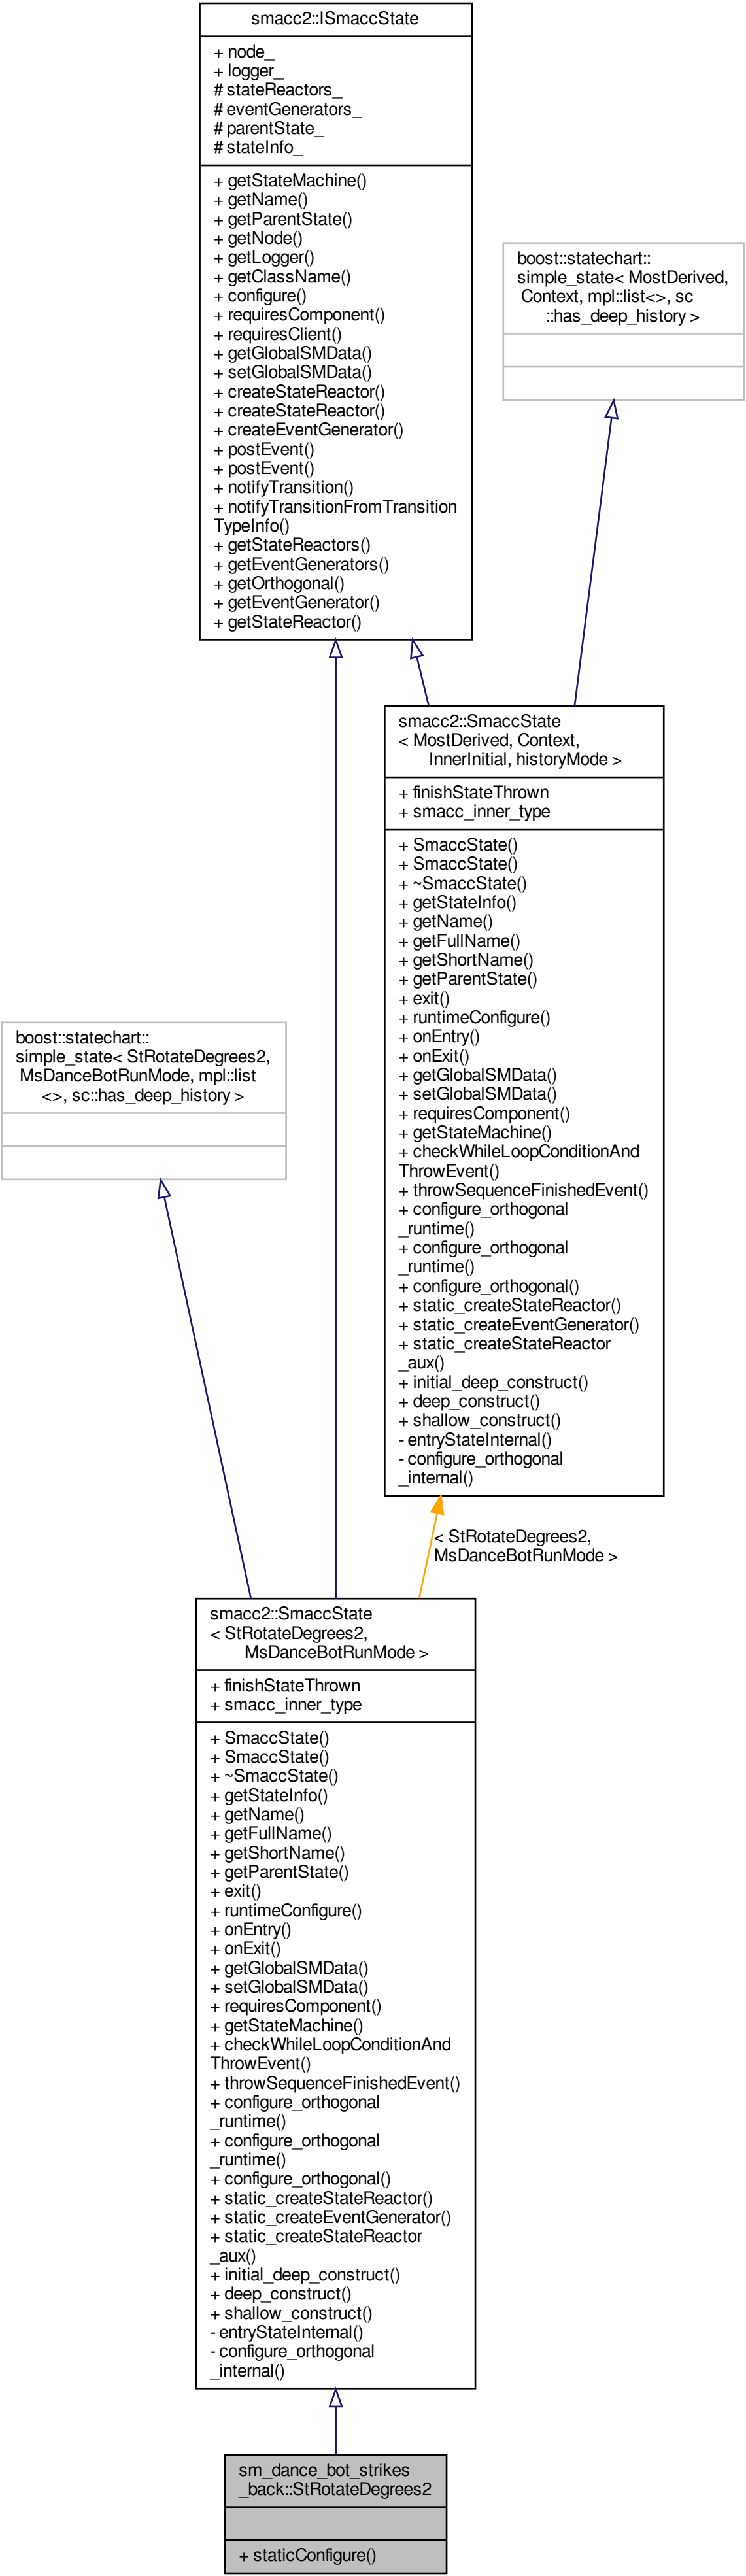 smacc2::ISmaccState
+ node_
+ logger_
# stateReactors_
# eventGenerators_
# parentState_
# stateInfo_
+ getStateMachine()
+ getName()
+ getParentState()
+ getNode()
+ getLogger()
+ getClassName()
+ configure()
+ requiresComponent()
+ requiresClient()
+ getGlobalSMData()
+ setGlobalSMData()
+ createStateReactor()
+ createStateReactor()
+ createEventGenerator()
+ postEvent()
+ postEvent()
+ notifyTransition()
+ notifyTransitionFromTransition
TypeInfo()
+ getStateReactors()
+ getEventGenerators()
+ getOrthogonal()
+ getEventGenerator()
+ getStateReactor()
boost::statechart::
simple_state< MostDerived,
Context, mpl::list<>, sc
::has_deep_history >
smacc2::SmaccState
< MostDerived, Context,
InnerInitial, historyMode >
+ finishStateThrown
+ smacc_inner_type
+ SmaccState()
+ SmaccState()
+ ~SmaccState()
+ getStateInfo()
+ getName()
+ getFullName()
+ getShortName()
+ getParentState()
+ exit()
+ runtimeConfigure()
+ onEntry()
+ onExit()
+ getGlobalSMData()
+ setGlobalSMData()
+ requiresComponent()
+ getStateMachine()
+ checkWhileLoopConditionAnd
ThrowEvent()
+ throwSequenceFinishedEvent()
+ configure_orthogonal
_runtime()
+ configure_orthogonal
_runtime()
+ configure_orthogonal()
+ static_createStateReactor()
+ static_createEventGenerator()
+ static_createStateReactor
_aux()
+ initial_deep_construct()
+ deep_construct()
+ shallow_construct()
- entryStateInternal()
- configure_orthogonal
_internal()
boost::statechart::
simple_state< StRotateDegrees2,
MsDanceBotRunMode, mpl::list
<>, sc::has_deep_history >
< StRotateDegrees2,
MsDanceBotRunMode >
smacc2::SmaccState
< StRotateDegrees2,
MsDanceBotRunMode >
+ finishStateThrown
+ smacc_inner_type
+ SmaccState()
+ SmaccState()
+ ~SmaccState()
+ getStateInfo()
+ getName()
+ getFullName()
+ getShortName()
+ getParentState()
+ exit()
+ runtimeConfigure()
+ onEntry()
+ onExit()
+ getGlobalSMData()
+ setGlobalSMData()
+ requiresComponent()
+ getStateMachine()
+ checkWhileLoopConditionAnd
ThrowEvent()
+ throwSequenceFinishedEvent()
+ configure_orthogonal
_runtime()
+ configure_orthogonal
_runtime()
+ configure_orthogonal()
+ static_createStateReactor()
+ static_createEventGenerator()
+ static_createStateReactor
_aux()
+ initial_deep_construct()
+ deep_construct()
+ shallow_construct()
- entryStateInternal()
- configure_orthogonal
_internal()
sm_dance_bot_strikes
_back::StRotateDegrees2
+ staticConfigure()